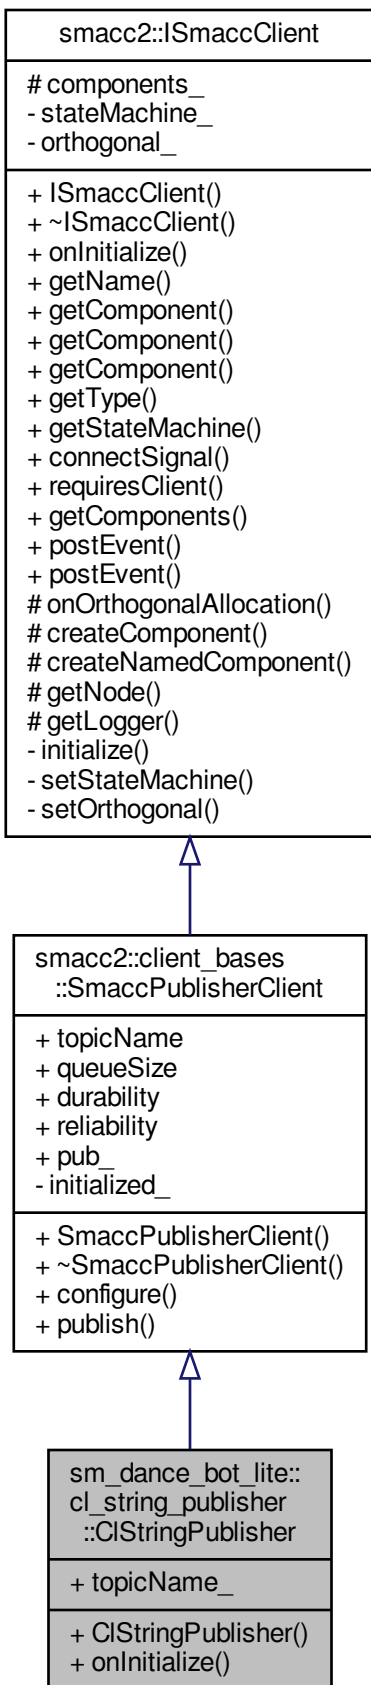 smacc2::ISmaccClient
# components_
- stateMachine_
- orthogonal_
+ ISmaccClient()
+ ~ISmaccClient()
+ onInitialize()
+ getName()
+ getComponent()
+ getComponent()
+ getComponent()
+ getType()
+ getStateMachine()
+ connectSignal()
+ requiresClient()
+ getComponents()
+ postEvent()
+ postEvent()
# onOrthogonalAllocation()
# createComponent()
# createNamedComponent()
# getNode()
# getLogger()
- initialize()
- setStateMachine()
- setOrthogonal()
smacc2::client_bases
::SmaccPublisherClient
+ topicName
+ queueSize
+ durability
+ reliability
+ pub_
- initialized_
+ SmaccPublisherClient()
+ ~SmaccPublisherClient()
+ configure()
+ publish()
sm_dance_bot_lite::
cl_string_publisher
::ClStringPublisher
+ topicName_
+ ClStringPublisher()
+ onInitialize()